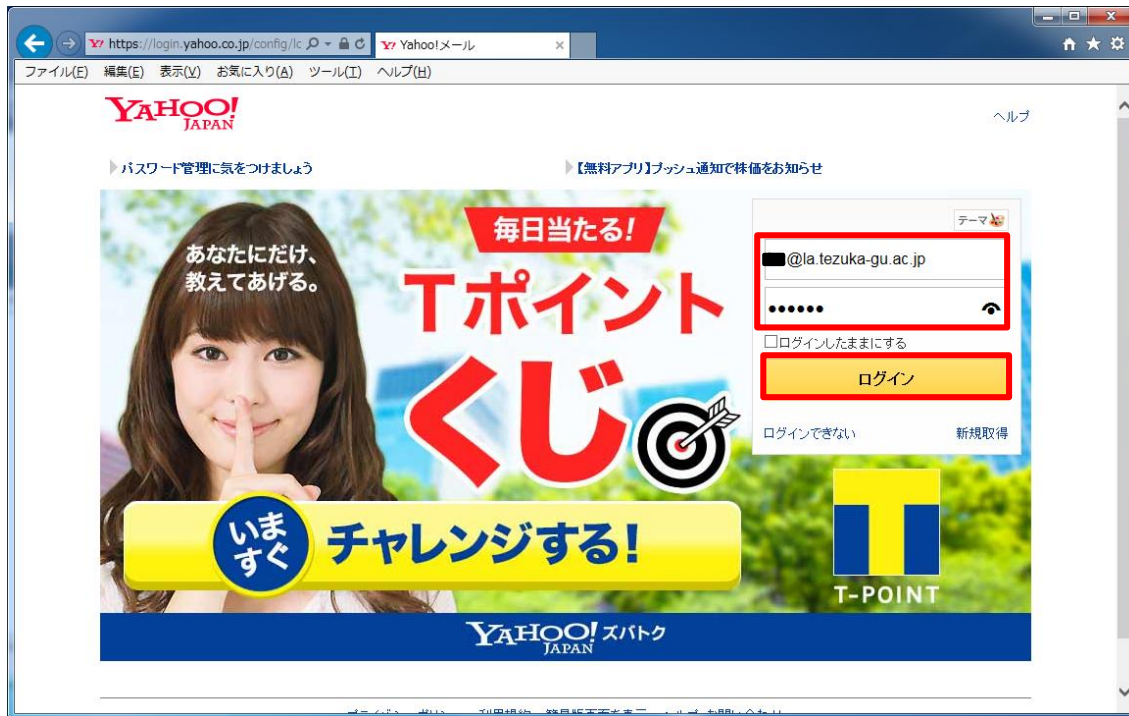 https://login.yahoo.co.jp/config/lc
Yahoo!メール
ファイル(F) 編集(E) 表示(V) お気に入り(A) ツール(T) ヘルプ(H)
YAHOO!
JAPAN
ヘルプ
パスワード管理に気をつけましょう
【無料アプリ】プッシュ通知で株価をお知らせ
あなたにだけ、
教えてあげる。
毎日当たる!
Tポイント
くじ
いま
すぐ
チャレンジする!
テーマ
@la.tezuka-gu.ac.jp
••••••
ログインしたままにする
ログイン
ログインできない 新規取得
T-POINT
YAHOO! ズバトク
JAPAN